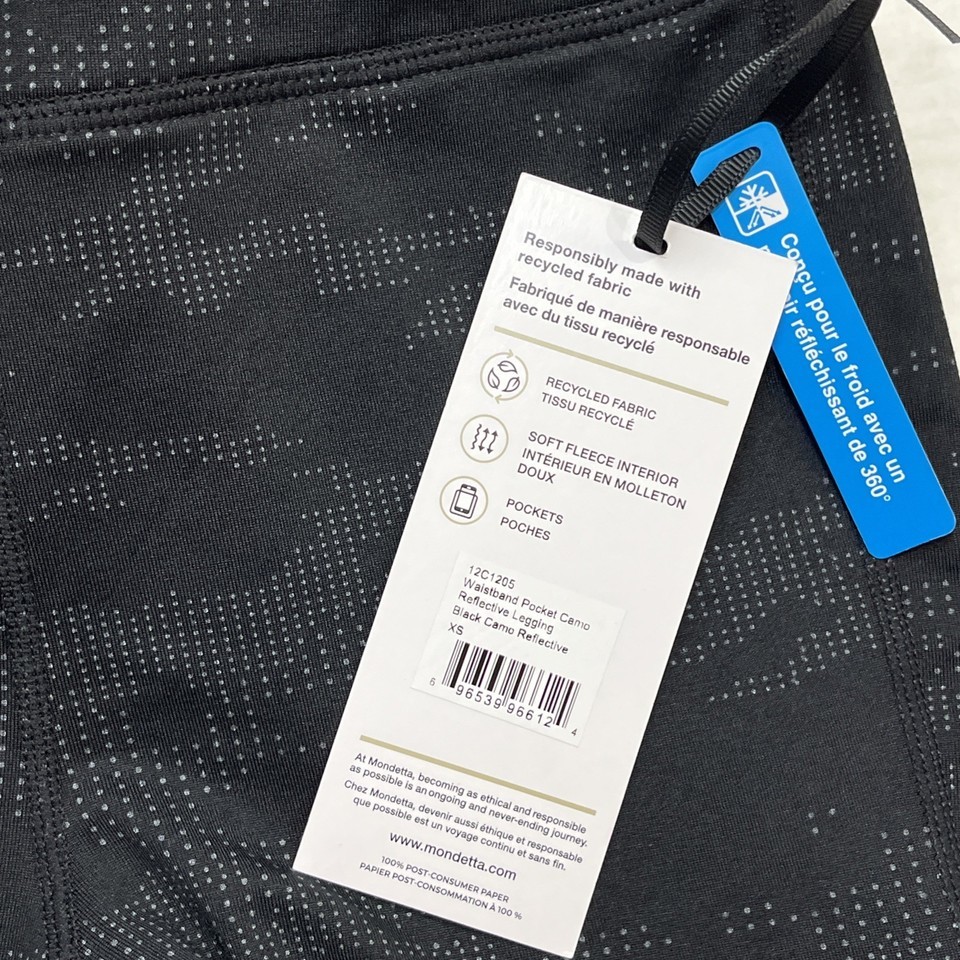 Responsibly made with
recycled fabric
Fabriqué de manière responsable
avec du tissu recyclé
RECYCLED FABRIC
TISSU RECYCLÉ
SOFT FLEECE INTERIOR
INTÉRIEUR EN MOLLETON
DOUX
POCKETS
POCHES
12C1205
Waistband Pocket Camo
Reflective Legging
Black Camo Reflective
XS
6 96539 96612 4
At Mondetta, becoming as ethical and responsible
as possible is an ongoing and never-ending journey.
Chez Mondetta, devenir aussi éthique et responsable
que possible est un voyage continu et sans fin.
www.mondetta.com
100% POST-CONSUMER PAPER
PAPIER POST-CONSOMMATION À 100 %
Conçu pour le froid avec un
réfléchissant de 360°